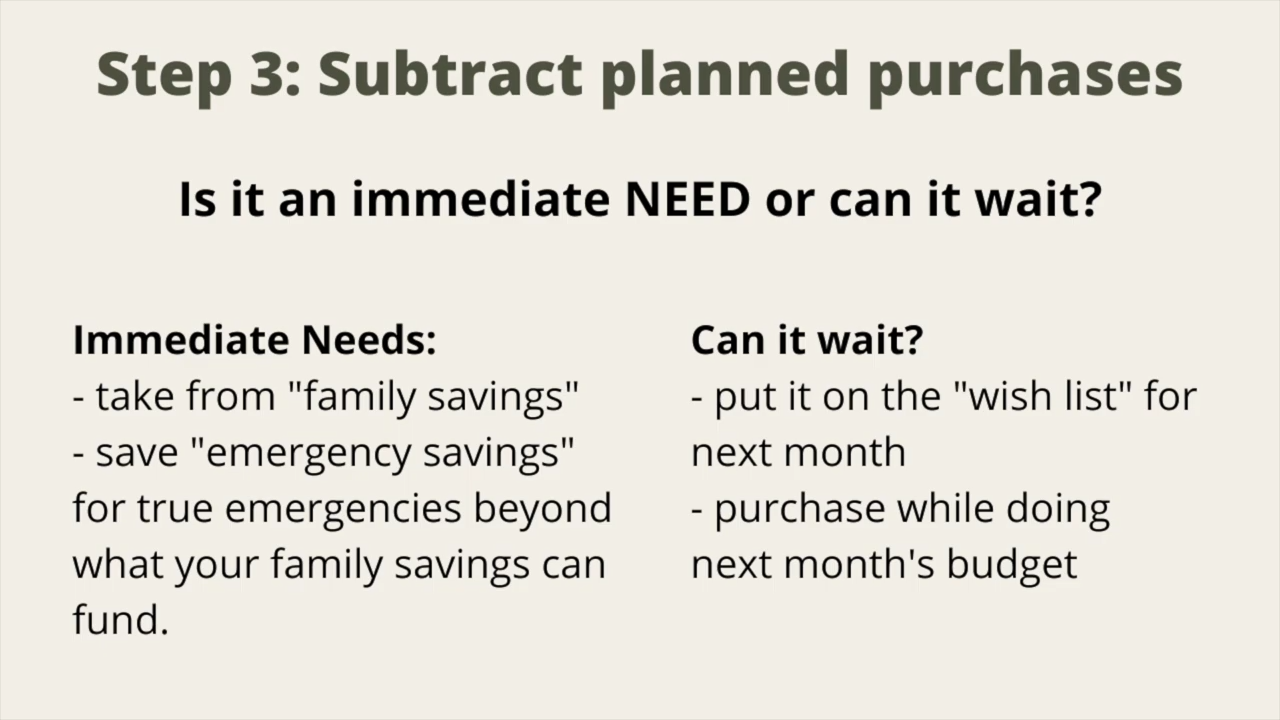 Step 3: Subtract planned purchases
Is it an immediate NEED or can it wait?
Immediate Needs:
- take from "family savings"
- save "emergency savings"
for true emergencies beyond
what your family savings can
fund.
Can it wait?
- put it on the "wish list" for
next month
- purchase while doing
next month's budget